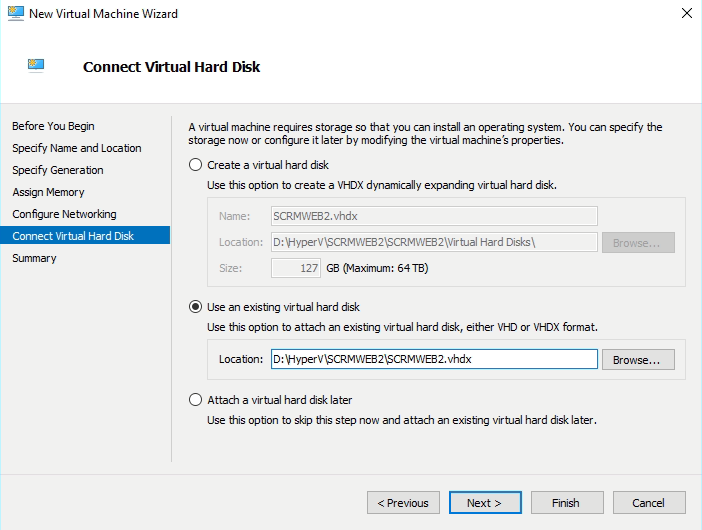 New Virtual Machine Wizard
Connect Virtual Hard Disk
Before You Begin
Specify Name and Location
Specify Generation
Assign Memory
Configure Networking
Connect Virtual Hard Disk
Summary
A virtual machine requires storage so that you can install an operating system. You can specify the
storage now or configure it later by modifying the virtual machine's properties.
Create a virtual hard disk
Use this option to create a VHDX dynamically expanding virtual hard disk.
Name: SCRMWEB2.vhdx
Location: D:\HyperV\SCRMWEB2\SCRMWEB2\Virtual Hard Disks\ Browse...
Size: 127 GB (Maximum: 64 TB)
Use an existing virtual hard disk
Use this option to attach an existing virtual hard disk, either VHD or VHDX format.
Location: D:\HyperV\SCRMWEB2\SCRMWEB2.vhdx Browse...
Attach a virtual hard disk later
Use this option to skip this step now and attach an existing virtual hard disk later.
< Previous Next > Finish Cancel